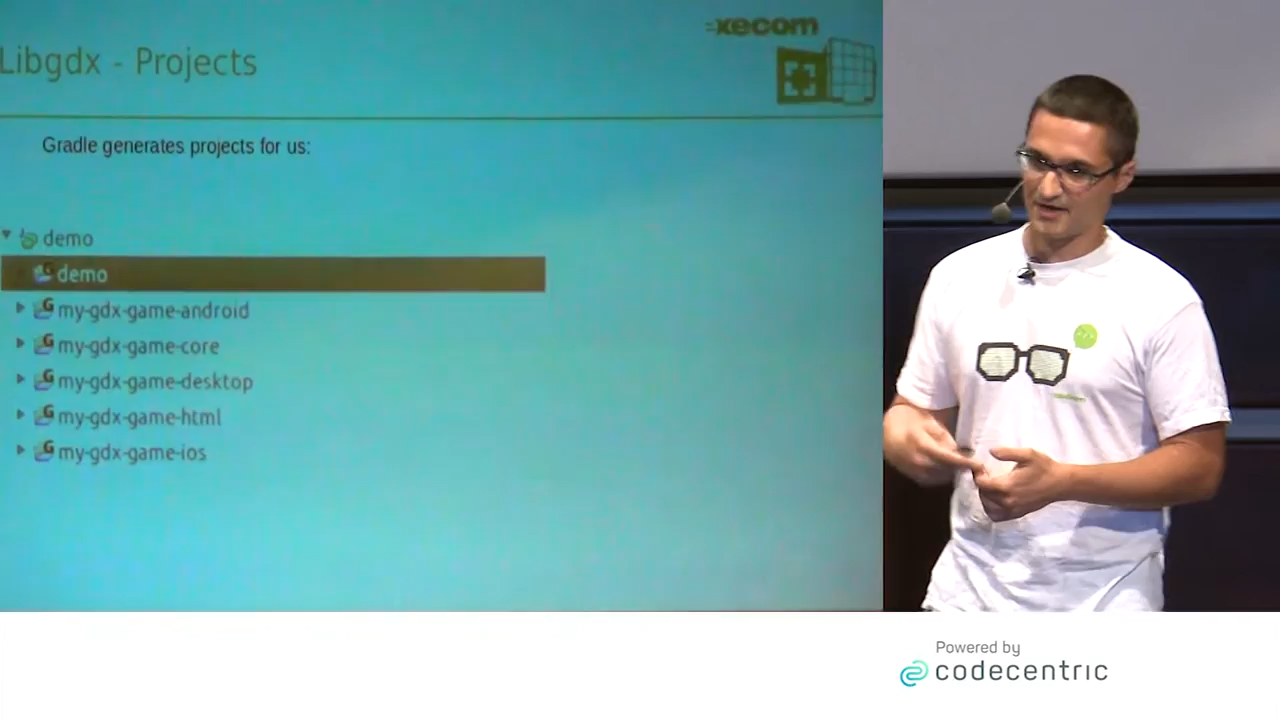 xecom
Libgdx - Projects
Gradle generates projects for us:
demo
demo
my-gdx-game-android
my-gdx-game-core
my-gdx-game-desktop
my-gdx-game-html
my-gdx-game-ios
Powered by
codecentric